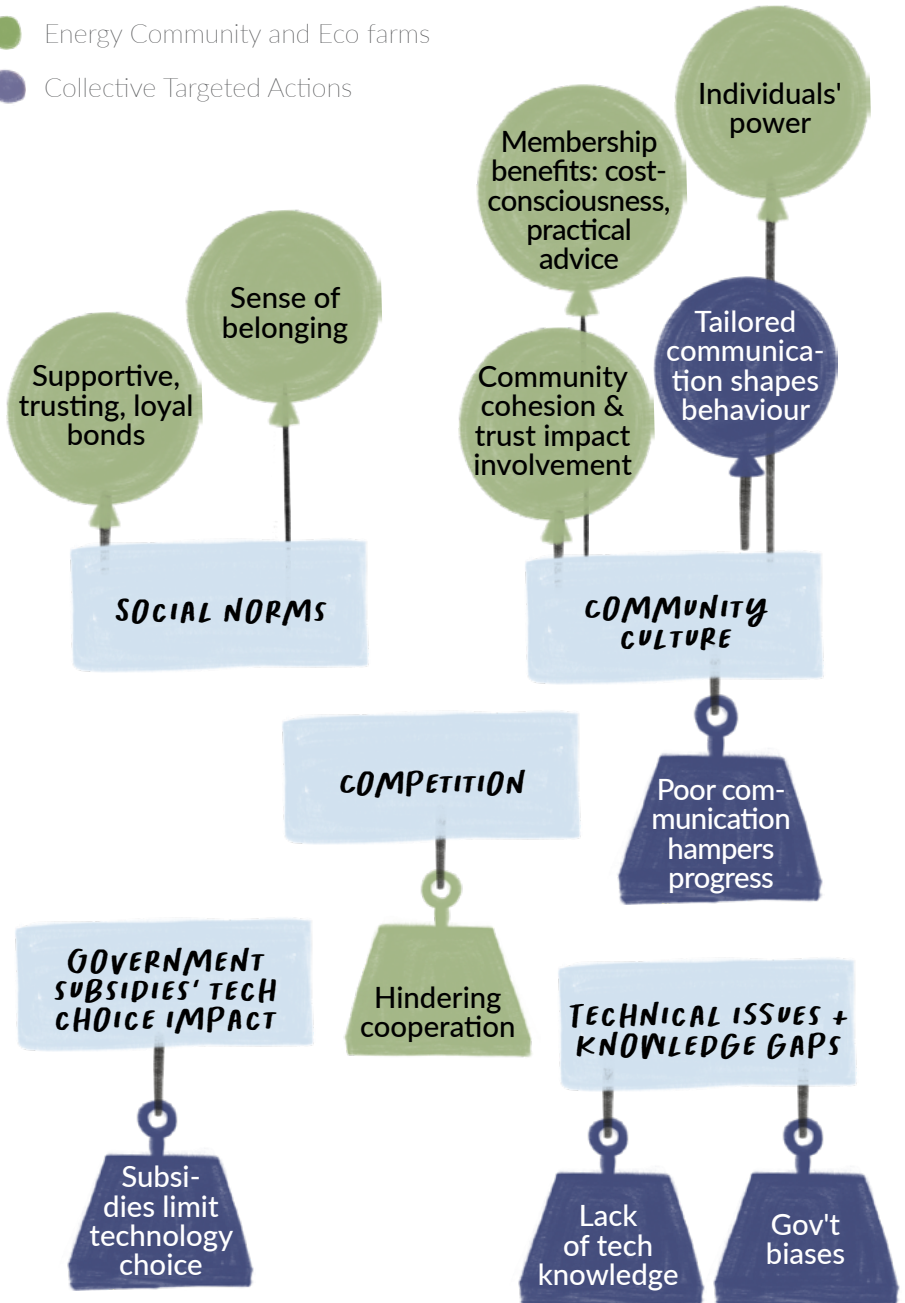 Energy Community and Eco farms
Collective Targeted Actions
Individuals'
power
Membership
benefits: cost-
consciousness,
practical
advice
Sense of
belonging
Tailored
communica-
tion shapes
behaviour
Supportive,
trusting, loyal
bonds
Community
cohesion &
trust impact
involvement
SOCIAL NORMS
COMMUNITY
CULTURE
COMPETITION
Poor com-
munication
hampers
progress
GOVERNMENT
SUBSIDIES' TECH
CHOICE IMPACT
Hindering
cooperation
TECHNICAL ISSUES +
KNOWLEDGE GAPS
Subsi-
dies limit
technology
choice
Lack
of tech
knowledge
Gov't
biases